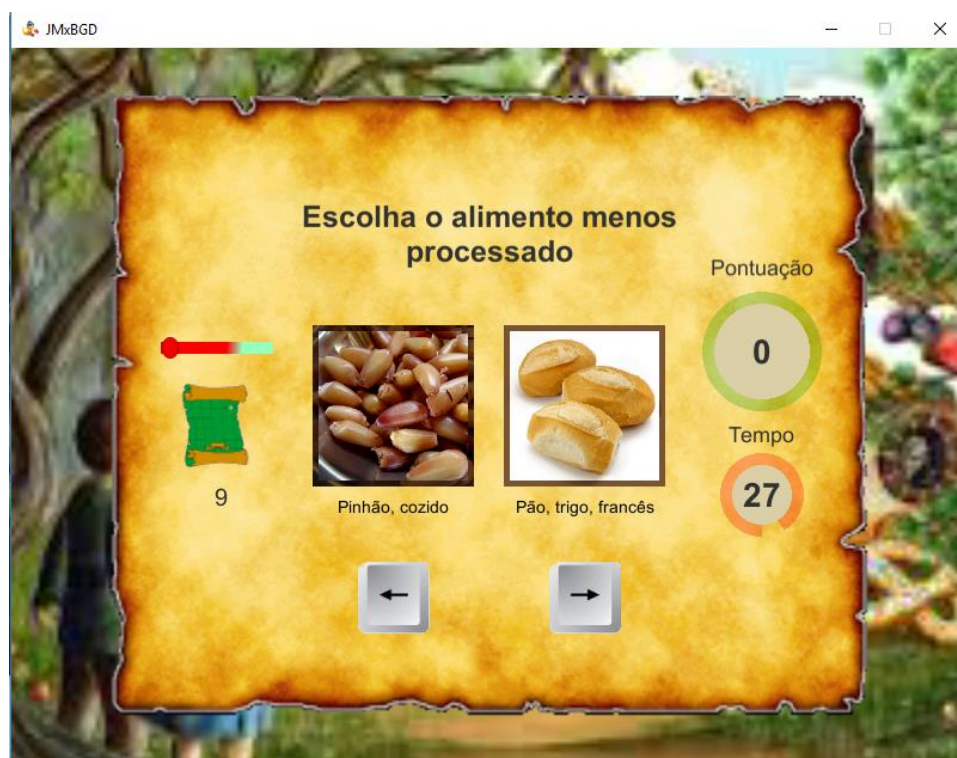 JMxBGD
Escolha o alimento menos
processado
Pontuação
0
Tempo
27
9
Pinhão, cozido
Pão, trigo, francês